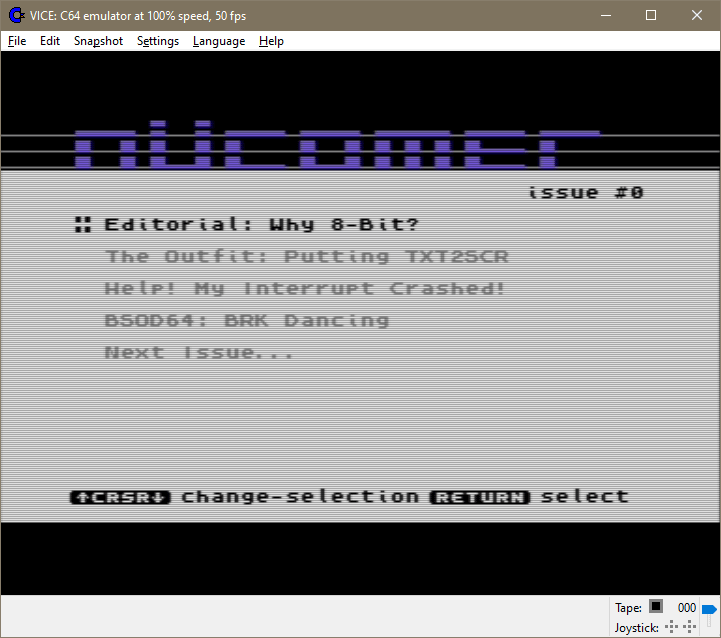 VICE: C64 emulator at 100% speed, 50 fps
File Edit Snapshot Settings Language Help
nücomer
issue #0
Editorial: Why 8-Bit?
The Outfit: Putting TXT2SCR
Help! My Interrupt Crashed!
BSOD64: BRK Dancing
Next Issue...
↑CRSR↓ change-selection RETURN select
Tape: 000
Joystick: